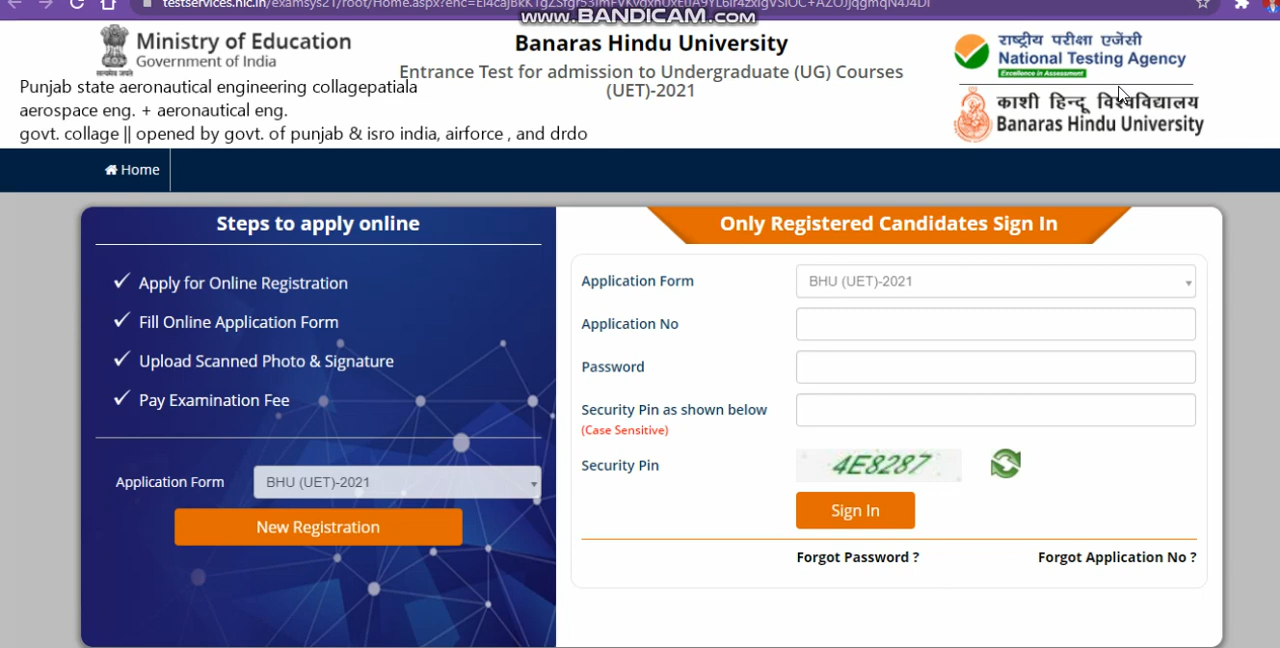 www.BANDICAM.com
Ministry of Education
Government of India
Banaras Hindu University
Entrance Test for admission to Undergraduate (UG) Courses
(UET)-2021
राष्ट्रीय परीक्षा एजेंसी
National Testing Agency
Excellence in Assessment
काशी हिन्दू विश्वविद्यालय
Banaras Hindu University
Punjab state aeronautical engineering collagepatiala
aerospace eng. + aeronautical eng.
govt. collage || opened by govt. of punjab & isro india, airforce , and drdo
Home
Steps to apply online
Apply for Online Registration
Fill Online Application Form
Upload Scanned Photo & Signature
Pay Examination Fee
Application Form BHU (UET)-2021
New Registration
Only Registered Candidates Sign In
Application Form BHU (UET)-2021
Application No
Password
Security Pin as shown below
(Case Sensitive)
Security Pin 4E8287
Sign In
Forgot Password ? Forgot Application No ?